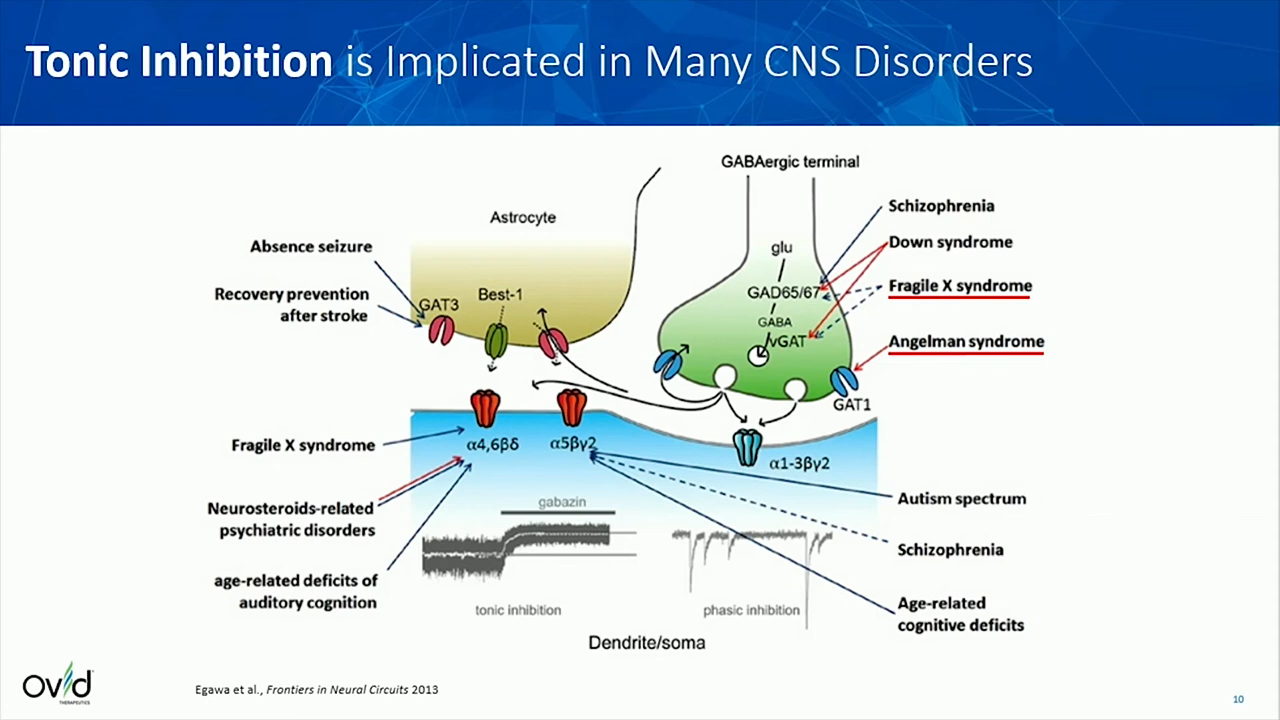 Tonic Inhibition is Implicated in Many CNS Disorders
GABAergic terminal
Astrocyte
Absence seizure
Recovery prevention
after stroke
GAT3
Best-1
glu
GAD65/67
GABA
vGAT
GAT1
Schizophrenia
Down syndrome
Fragile X syndrome
Angelman syndrome
Fragile X syndrome
α4,6βδ
α5βγ2
α1-3βγ2
Neurosteroids-related
psychiatric disorders
age-related deficits of
auditory cognition
gabazin
tonic inhibition
phasic inhibition
Autism spectrum
Schizophrenia
Age-related
cognitive deficits
Dendrite/soma
Ovid
THERAPEUTICS
Egawa et al., Frontiers in Neural Circuits 2013
10